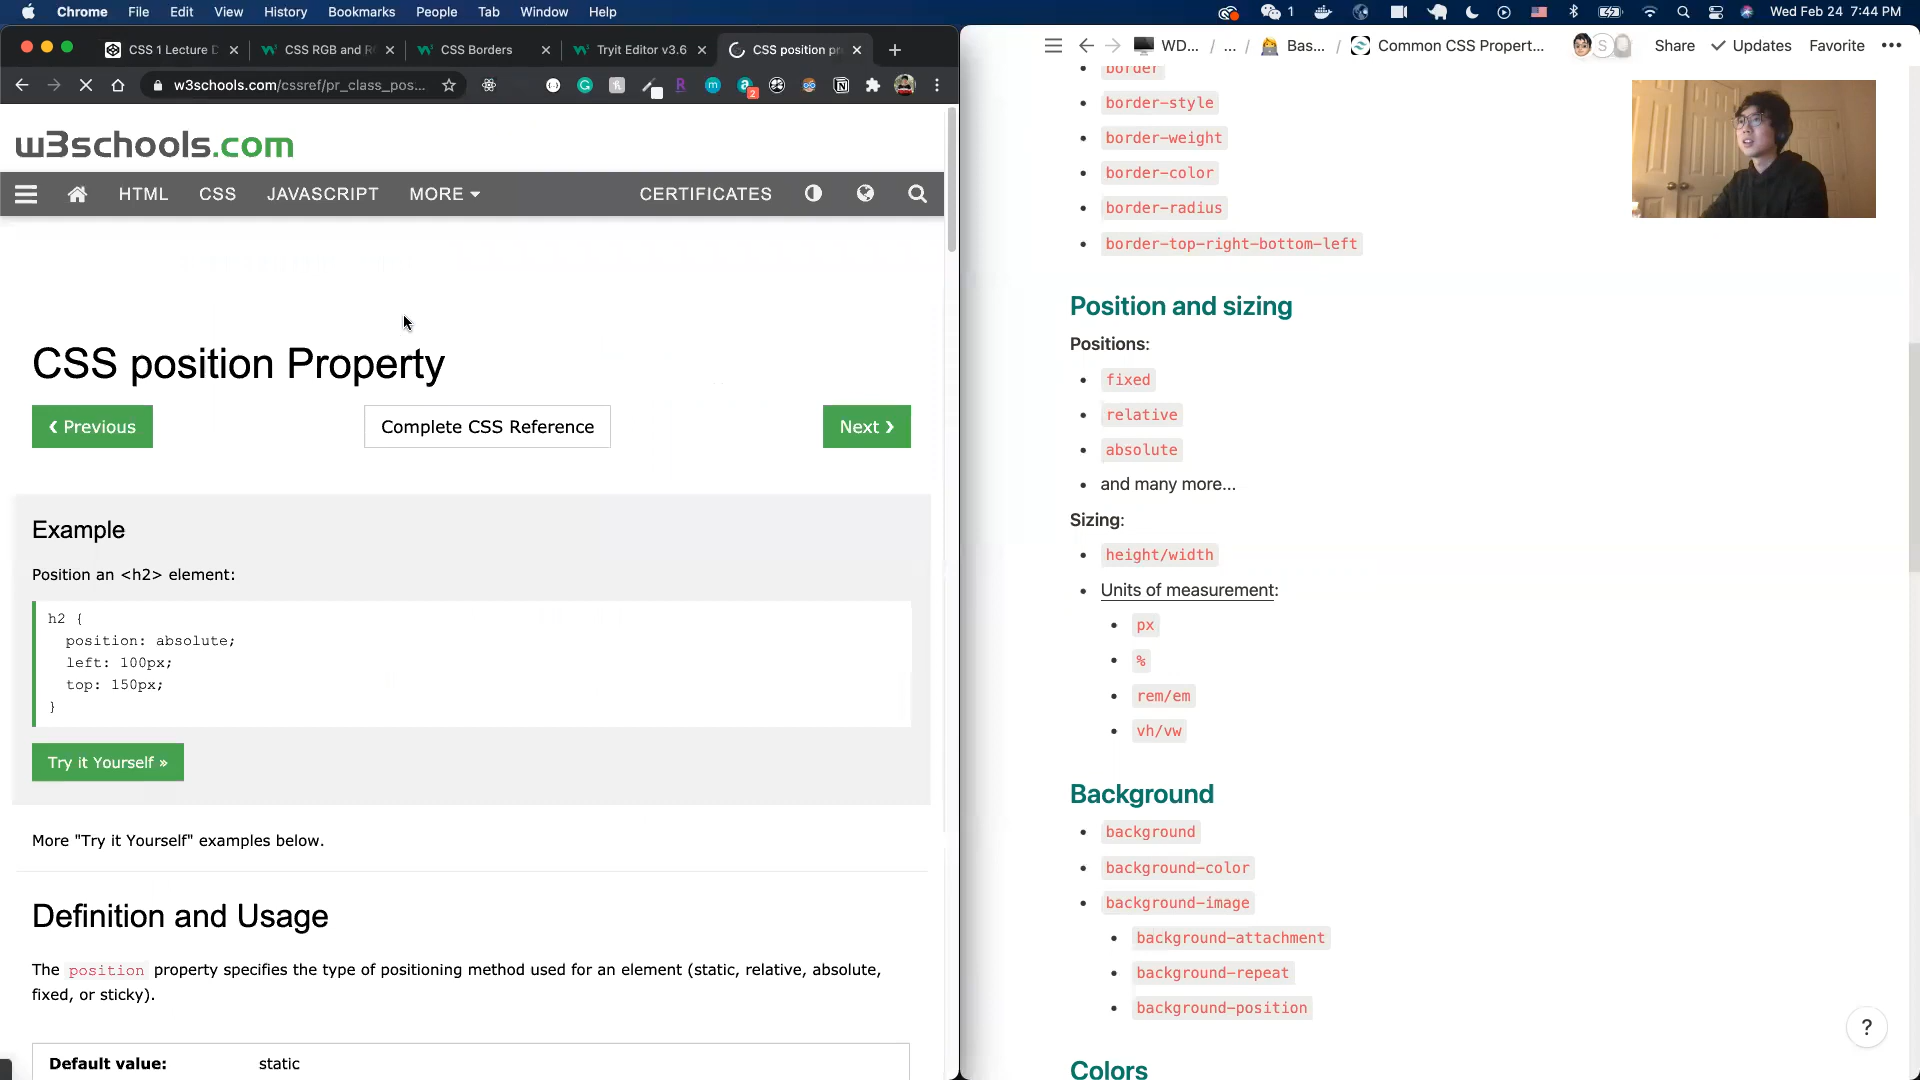 Chrome File Edit View History Bookmarks People Tab Window Help
1
Wed Feb 24 7:44 PM
CSS 1 Lecture D
CSS RGB and R
CSS Borders
Tryit Editor v3.6
CSS position pr
w3schools.com/cssref/pr_class_pos...
2
w3schools.com
HTML CSS JAVASCRIPT MORE CERTIFICATES
CSS position Property
❮ Previous
Complete CSS Reference
Next ❯
Example
Position an <h2> element:
h2 {
position: absolute;
left: 100px;
top: 150px;
}
Try it Yourself »
More "Try it Yourself" examples below.
Definition and Usage
The position property specifies the type of positioning method used for an element (static, relative, absolute,
fixed, or sticky).
Default value: static
WD... / ... / Bas... / Common CSS Propert...
S
Share
Updates
Favorite
border
border-style
border-weight
border-color
border-radius
border-top-right-bottom-left
Position and sizing
Positions:
fixed
relative
absolute
and many more...
Sizing:
height/width
Units of measurement:
px
%
rem/em
vh/vw
Background
background
background-color
background-image
background-attachment
background-repeat
background-position
Colors
?